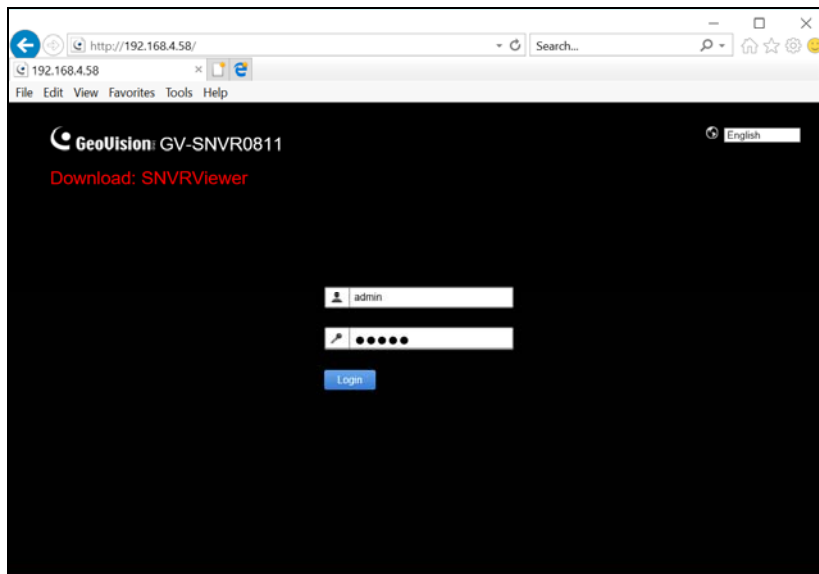 http://192.168.4.58/
Search...
192.168.4.58
File Edit View Favorites Tools Help
GeoVision GV-SNVR0811
English
Download: SNVRViewer
admin
●●●●●
Login